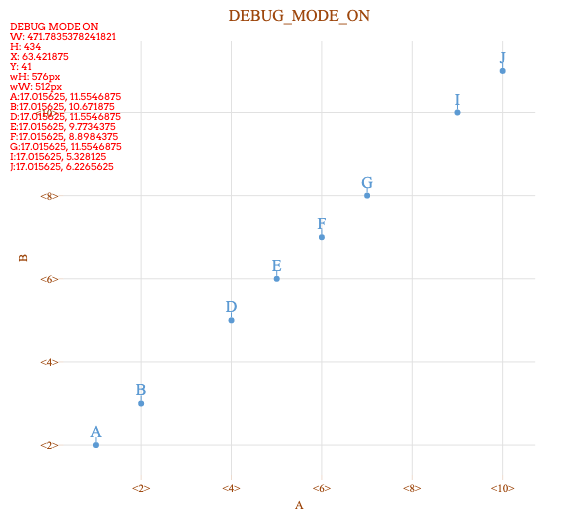 DEBUG_MODE_ON
DEBUG MODE ON
W: 471.7835378241821
H: 434
X: 63.421875
Y: 41
wH: 576px
wW: 512px
A:17.015625, 11.5546875
B:17.015625, 10.671875
D:17.015625, 11.5546875
E:17.015625, 9.7734375
F:17.015625, 8.8984375
G:17.015625, 11.5546875
I:17.015625, 5.328125
J:17.015625, 6.2265625
J
I
<8>
G
F
B
E
<6>
D
<4>
B
A
<2>
<2> <4> <6> <8> <10>
A